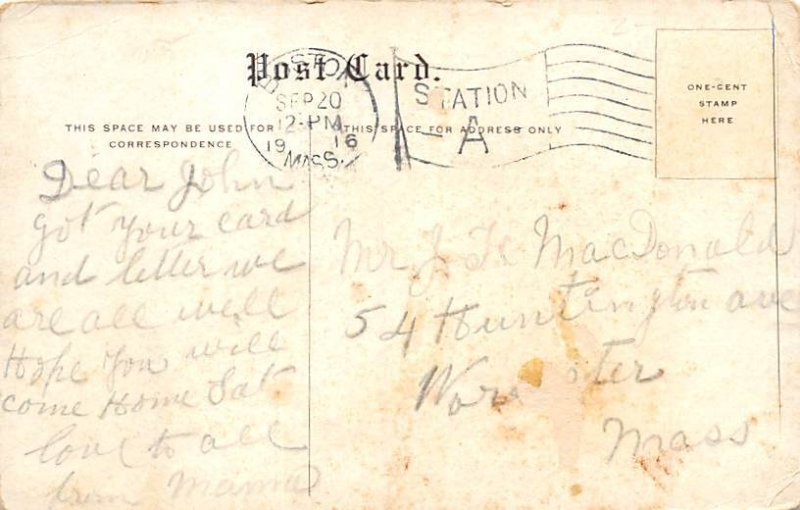 Post Card.
BOSTON
SEP 20
12-PM
19 16
MASS.
STATION
A
ONE-CENT
STAMP
HERE
THIS SPACE MAY BE USED FOR
CORRESPONDENCE
THIS SPACE FOR ADDRESS ONLY
Dear John
got your card
and letter we
are all well
Hope you will
come Home Sat
love to all
from Mama
Mr J. MacDonald
54 Huntington ave
Worcester
Mass